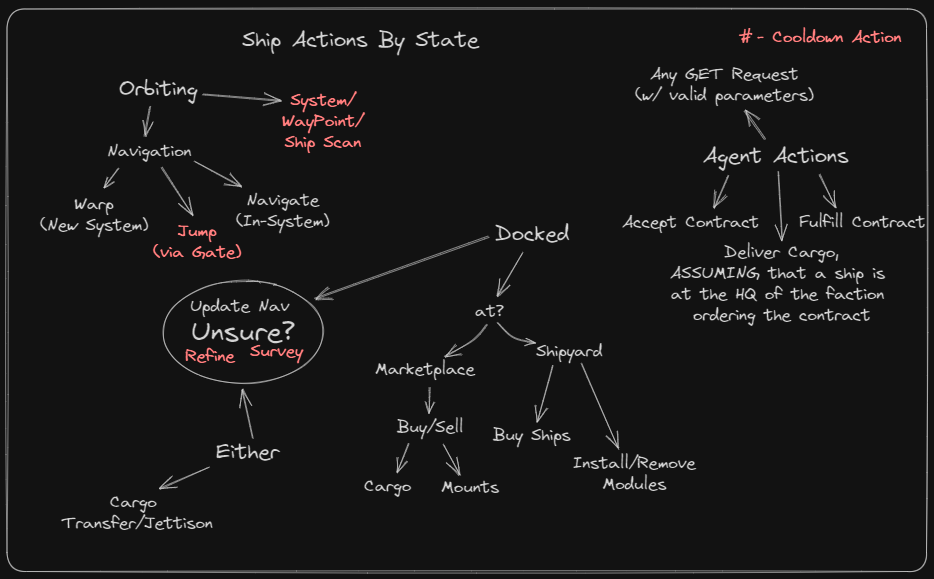 Ship Actions By State
# - Cooldown Action
Orbiting
System/
WayPoint/
Ship Scan
Navigation
Warp
(New System)
Jump
(via Gate)
Navigate
(In-System)
Any GET Request
(w/ valid parameters)
Agent Actions
Accept Contract
Fulfill Contract
Deliver Cargo,
ASSUMING that a ship is
at the HQ of the faction
ordering the contract
Docked
Update Nav
Unsure?
Refine Survey
at?
Marketplace
Shipyard
Buy/Sell
Buy Ships
Cargo
Mounts
Install/Remove
Modules
Either
Cargo
Transfer/Jettison